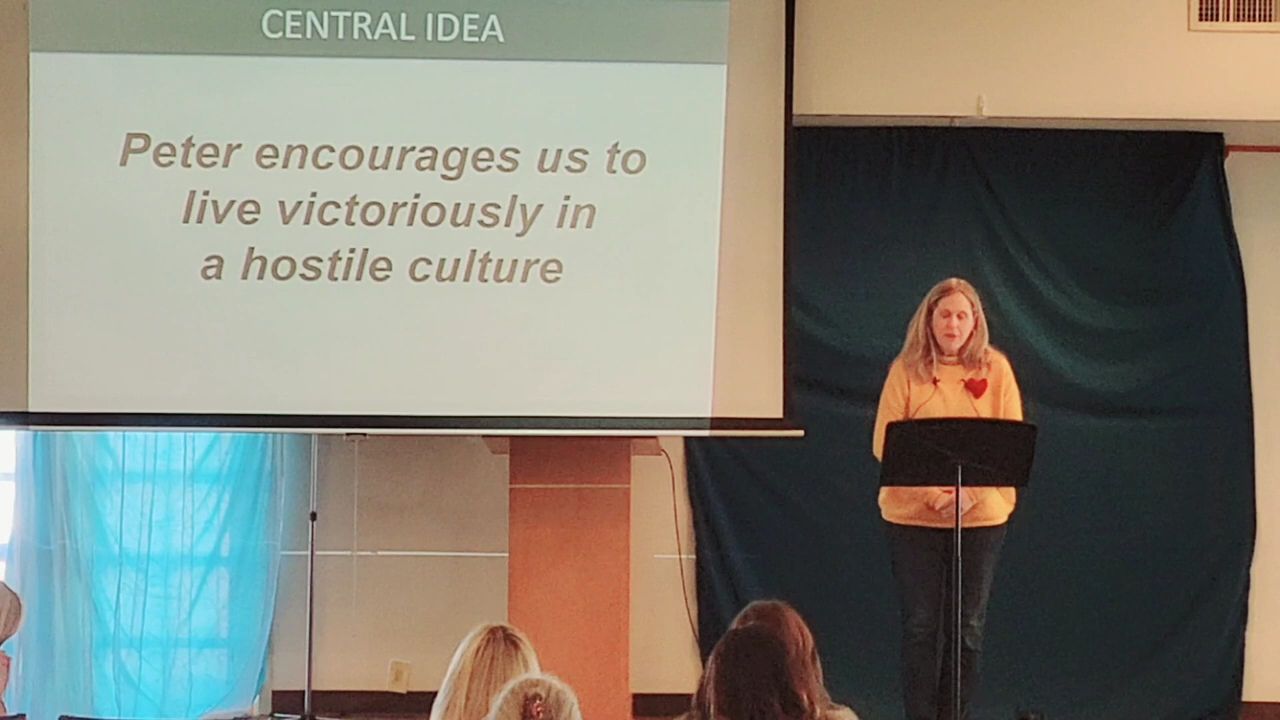 CENTRAL IDEA
Peter encourages us to
live victoriously in
a hostile culture